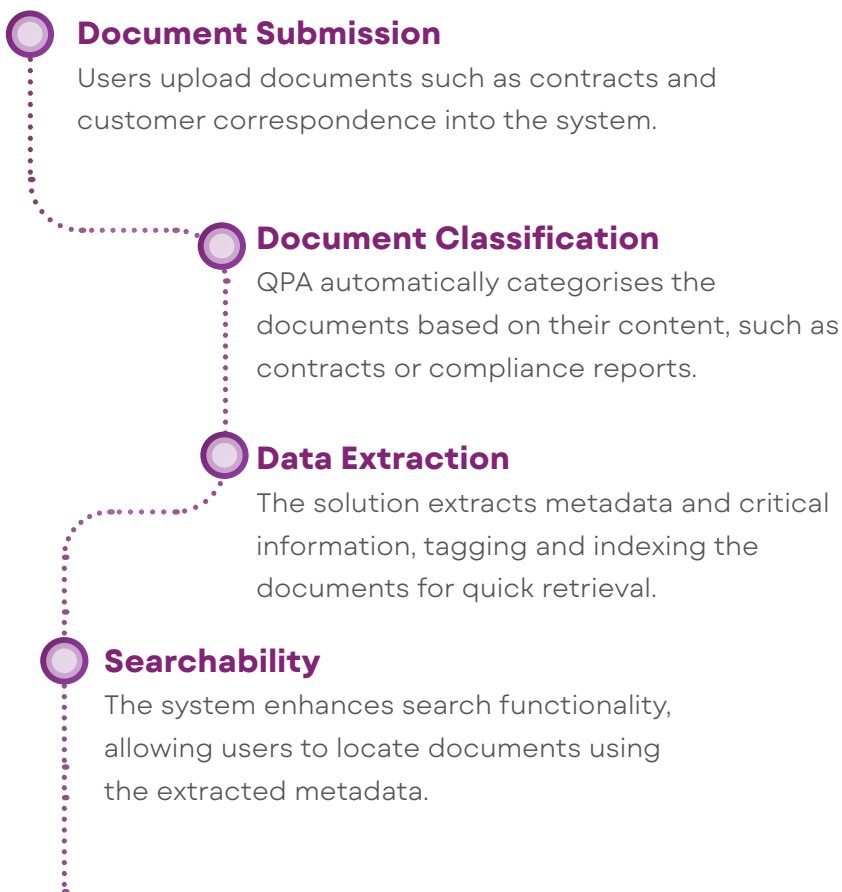 Document Submission
Users upload documents such as contracts and
customer correspondence into the system.
Document Classification
QPA automatically categorises the
documents based on their content, such as
contracts or compliance reports.
Data Extraction
The solution extracts metadata and critical
information, tagging and indexing the
documents for quick retrieval.
Searchability
The system enhances search functionality,
allowing users to locate documents using
the extracted metadata.